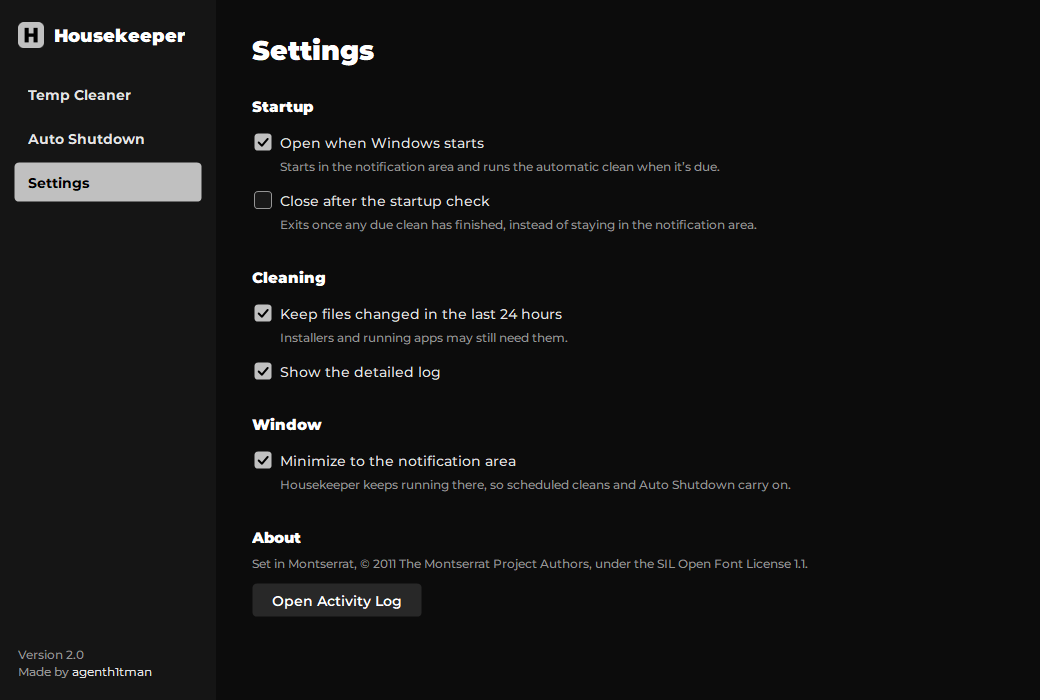 H Housekeeper
Temp Cleaner
Auto Shutdown
Settings
Version 2.0
Made by agenth1tman
Settings
Startup
Open when Windows starts
Starts in the notification area and runs the automatic clean when it's due.
Close after the startup check
Exits once any due clean has finished, instead of staying in the notification area.
Cleaning
Keep files changed in the last 24 hours
Installers and running apps may still need them.
Show the detailed log
Window
Minimize to the notification area
Housekeeper keeps running there, so scheduled cleans and Auto Shutdown carry on.
About
Set in Montserrat, © 2011 The Montserrat Project Authors, under the SIL Open Font License 1.1.
Open Activity Log